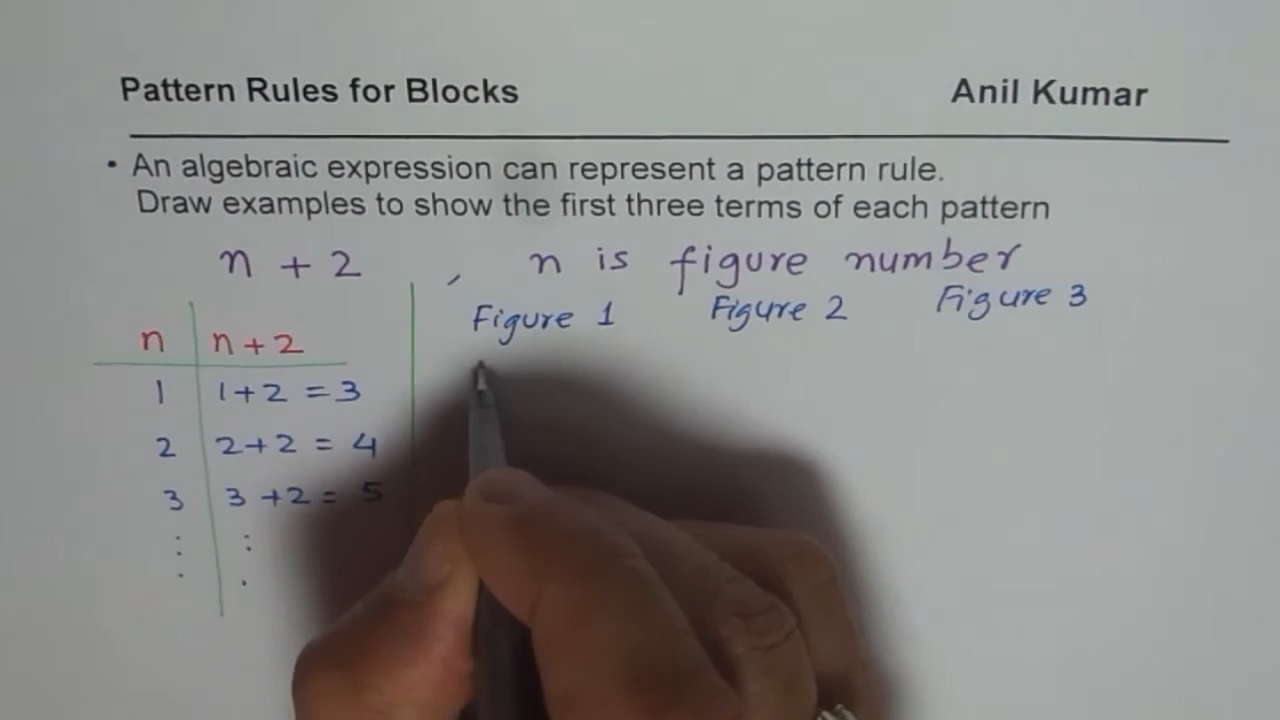 Pattern Rules for Blocks Anil Kumar
• An algebraic expression can represent a pattern rule.
Draw examples to show the first three terms of each pattern
n + 2 , n is figure number
Figure 1 Figure 2 Figure 3
n n + 2
1 1 + 2 = 3
2 2 + 2 = 4
3 3 + 2 = 5